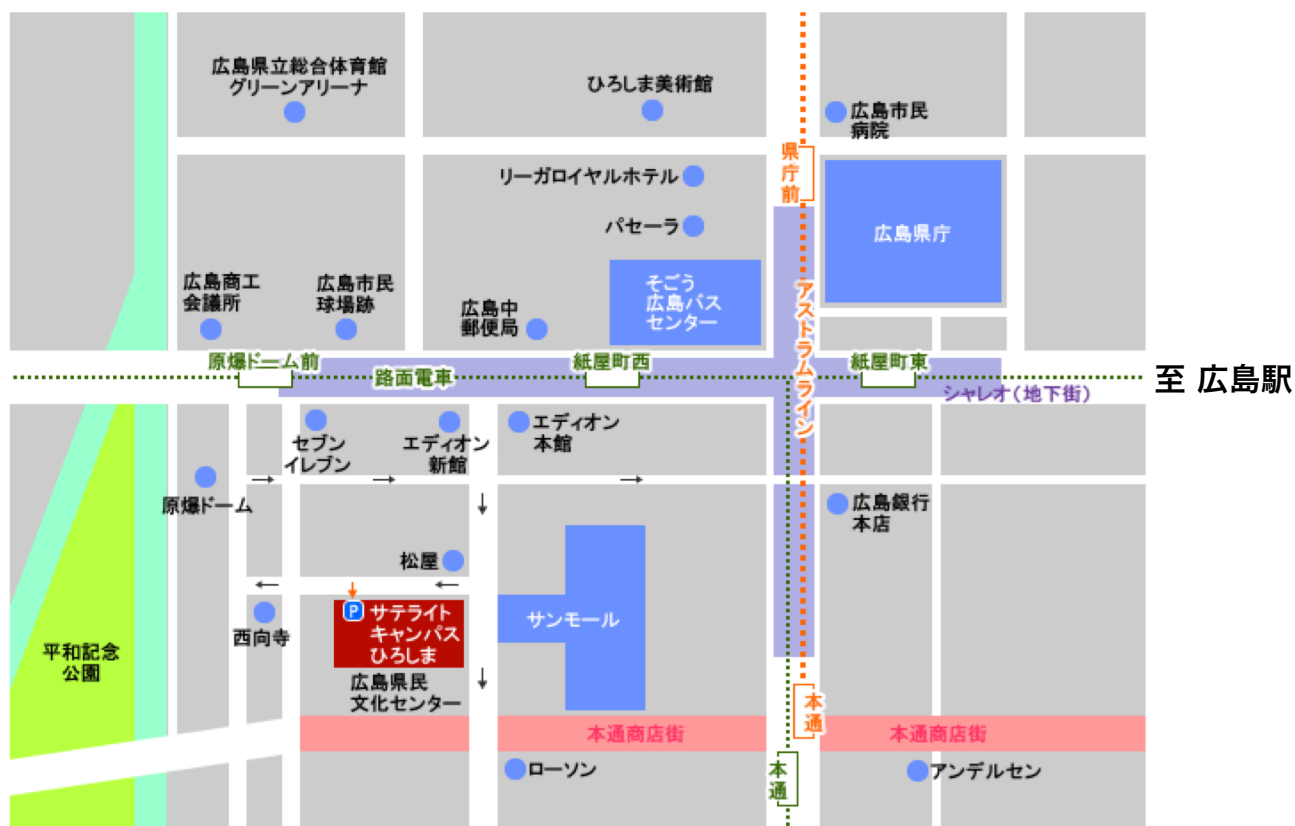 広島県立総合体育館
グリーンアリーナ
ひろしま美術館
広島市民
病院
県庁前
リーガロイヤルホテル
パセーラ
広島県庁
広島商工
会議所
広島市民
球場跡
広島中
郵便局
そごう
広島バス
センター
アストラムライン
原爆ドーム前
路面電車
紙屋町西
紙屋町東
至 広島駅
シャレオ(地下街)
セブン
イレブン
エディオン
新館
エディオン
本館
原爆ドーム
広島銀行
本店
松屋
P
サテライト
キャンパス
ひろしま
サンモール
西向寺
平和記念
公園
広島県民
文化センター
本通
本通商店街
本通商店街
ローソン
本通
アンデルセン